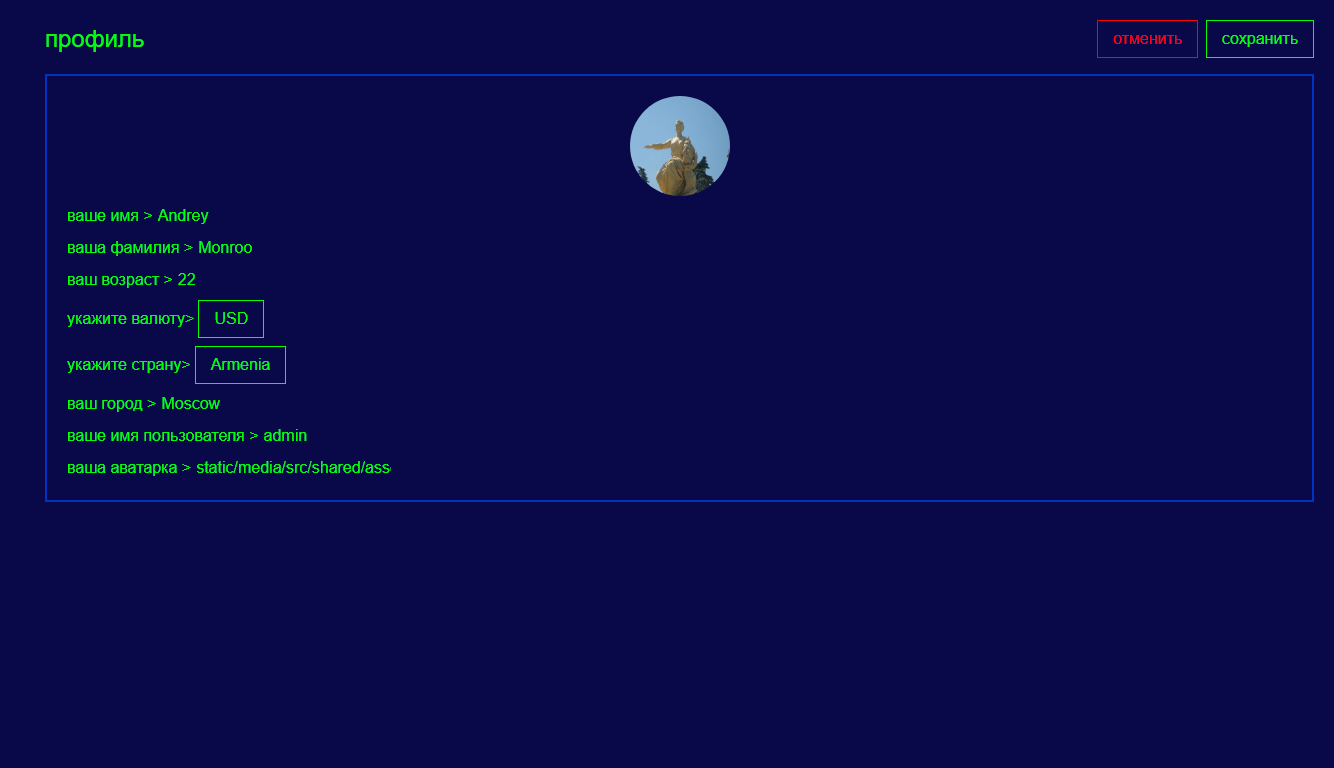 профиль
отменить
сохранить
ваше имя > Andrey
ваша фамилия > Monroo
ваш возраст > 22
укажите валюту> USD
укажите страну> Armenia
ваш город > Moscow
ваше имя пользователя > admin
ваша аватарка > static/media/src/shared/ass